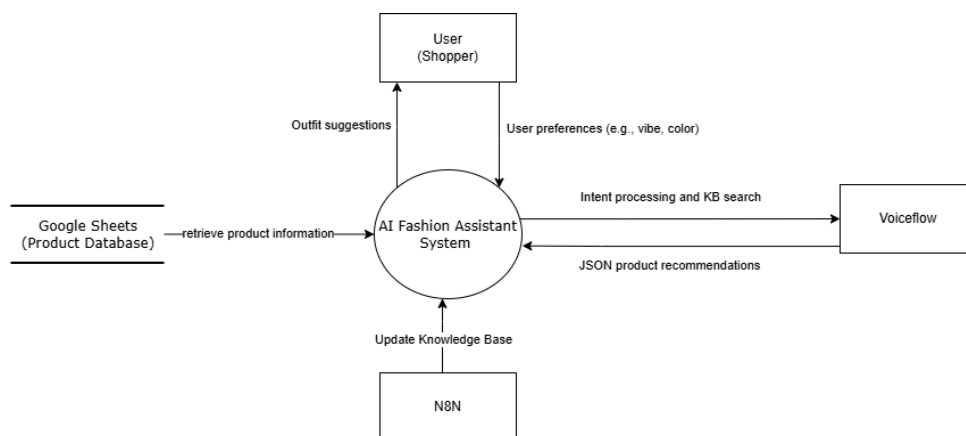 User
(Shopper)
Outfit suggestions
User preferences (e.g., vibe, color)
Google Sheets
(Product Database)
retrieve product information
AI Fashion Assistant
System
Intent processing and KB search
Voiceflow
JSON product recommendations
Update Knowledge Base
N8N